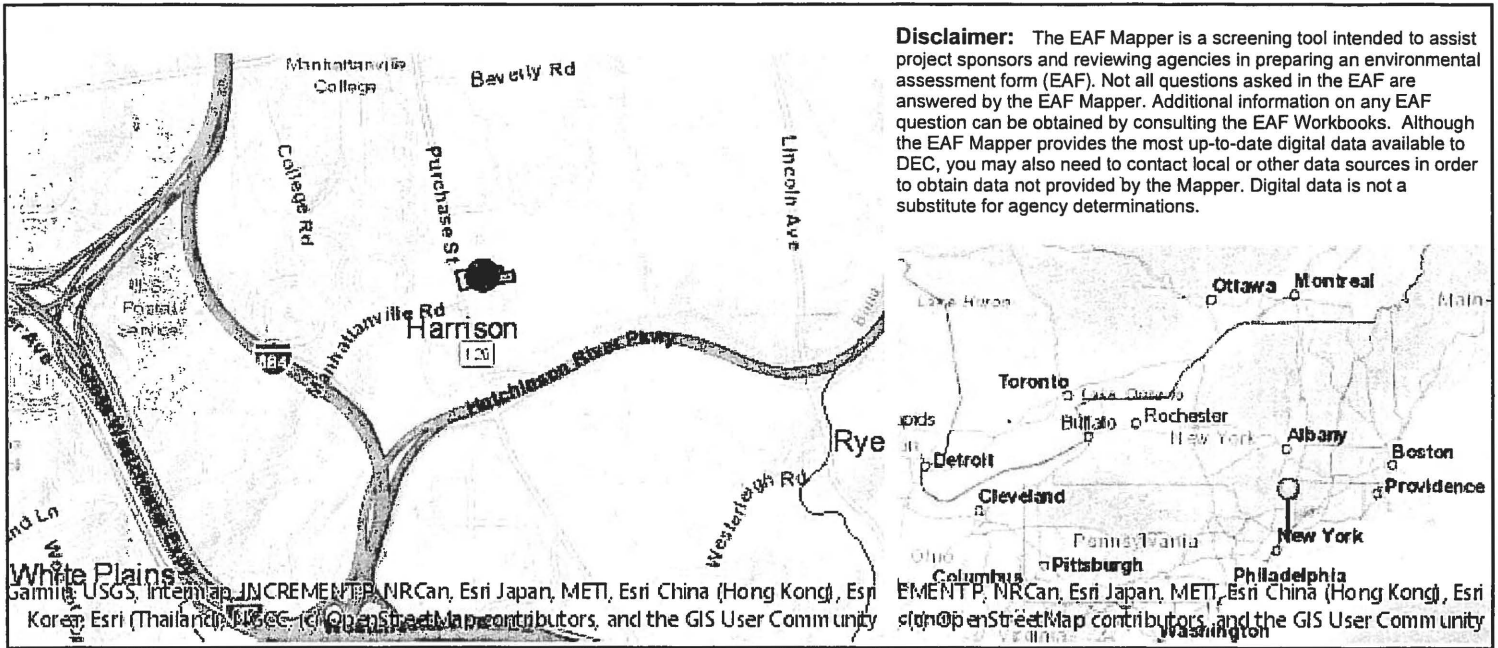 Disclaimer: The EAF Mapper is a screening tool intended to assist
project sponsors and reviewing agencies in preparing an environmental
assessment form (EAF). Not all questions asked in the EAF are
answered by the EAF Mapper. Additional information on any EAF
question can be obtained by consulting the EAF Workbooks. Although
the EAF Mapper provides the most up-to-date digital data available to
DEC, you may also need to contact local or other data sources in order
to obtain data not provided by the Mapper. Digital data is not a
substitute for agency determinations.
Manhattanville
College
Beverly Rd
College Rd
Purchase St
Lincoln Ave
U.S.
Postal
Service
Manhattanville Rd
Harrison
120
684
Hutchinson River Pkwy
Rye
Westerleigh Rd
White Plains
Garmin, USGS, Intermap, INCREMENT P, NRCan, Esri Japan, METI, Esri China (Hong Kong), Esri
Korea, Esri (Thailand), NGCC, (c) OpenStreetMap contributors, and the GIS User Community
Ottawa
Montreal
Main
Lake Huron
Toronto
Lake Ontario
apids
Buffalo
Rochester
New York
Albany
Boston
Detroit
Providence
Cleveland
New York
Pennsylvania
Ohio
Pittsburgh
Columbus
Philadelphia
EMENT P, NRCan, Esri Japan, METI, Esri China (Hong Kong), Esri
OpenStreetMap contributors, and the GIS User Community
Washington